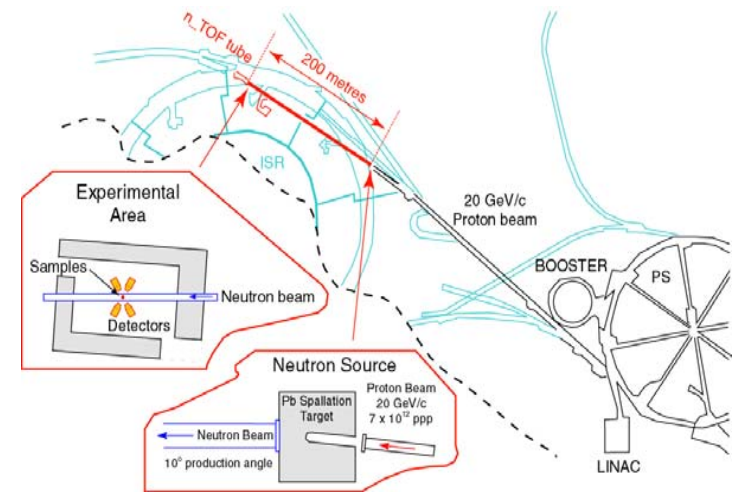 n_TOF tube
200 metres
ISR
20 GeV/c
Proton beam
Experimental
Area
Samples
Neutron beam
Detectors
BOOSTER
PS
LINAC
Neutron Source
Pb Spallation
Target
Proton Beam
20 GeV/c
7 x 10¹² ppp
Neutron Beam
10⁰ production angle